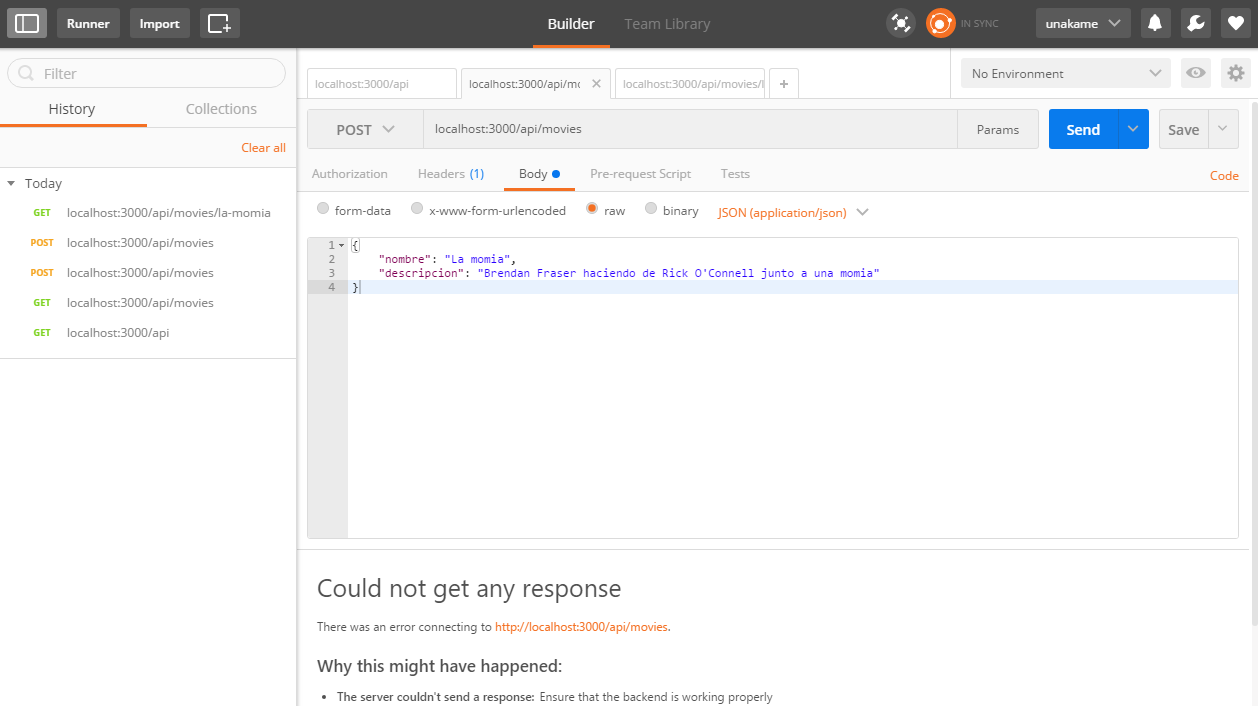 Runner Import Builder Team Library IN SYNC unakame
Filter
History Collections
Clear all
Today
GET localhost:3000/api/movies/la-momia
POST localhost:3000/api/movies
POST localhost:3000/api/movies
GET localhost:3000/api/movies
GET localhost:3000/api
localhost:3000/api localhost:3000/api/mo localhost:3000/api/movies/l +
No Environment
POST localhost:3000/api/movies Params Send Save
Authorization Headers (1) Body Pre-request Script Tests Code
form-data x-www-form-urlencoded raw binary JSON (application/json)
1 {
2 "nombre": "La momia",
3 "descripcion": "Brendan Fraser haciendo de Rick O'Connell junto a una momia"
4 }
Could not get any response
There was an error connecting to http://localhost:3000/api/movies.
Why this might have happened:
• The server couldn't send a response: Ensure that the backend is working properly